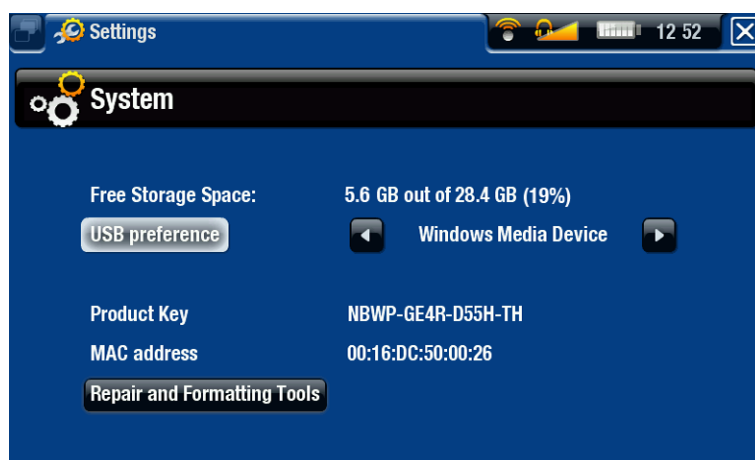 Settings 12 52
System
Free Storage Space: 5.6 GB out of 28.4 GB (19%)
USB preference Windows Media Device
Product Key NBWP-GE4R-D55H-TH
MAC address 00:16:DC:50:00:26
Repair and Formatting Tools